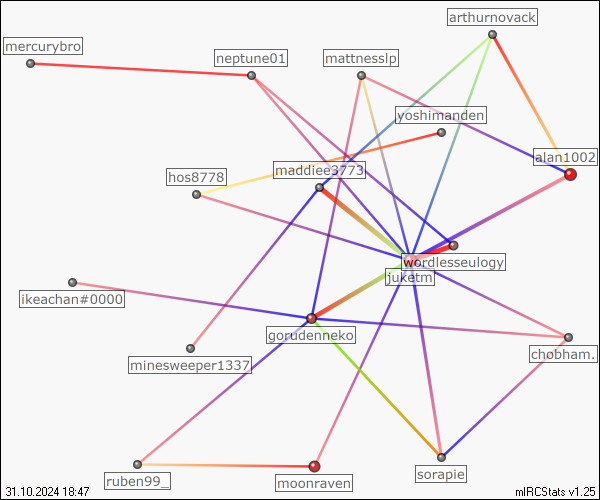 arthurnovack
mercurybro
neptune01
mattnesslp
yoshimanden
alan1002
hos8778
maddiee3773
wordlesseulogy
juketm
ikeachan#0000
gorudenneko
chobham.
minesweeper1337
ruben99_
moonraven
sorapie
31.10.2024 18:47
mIRCStats v1.25